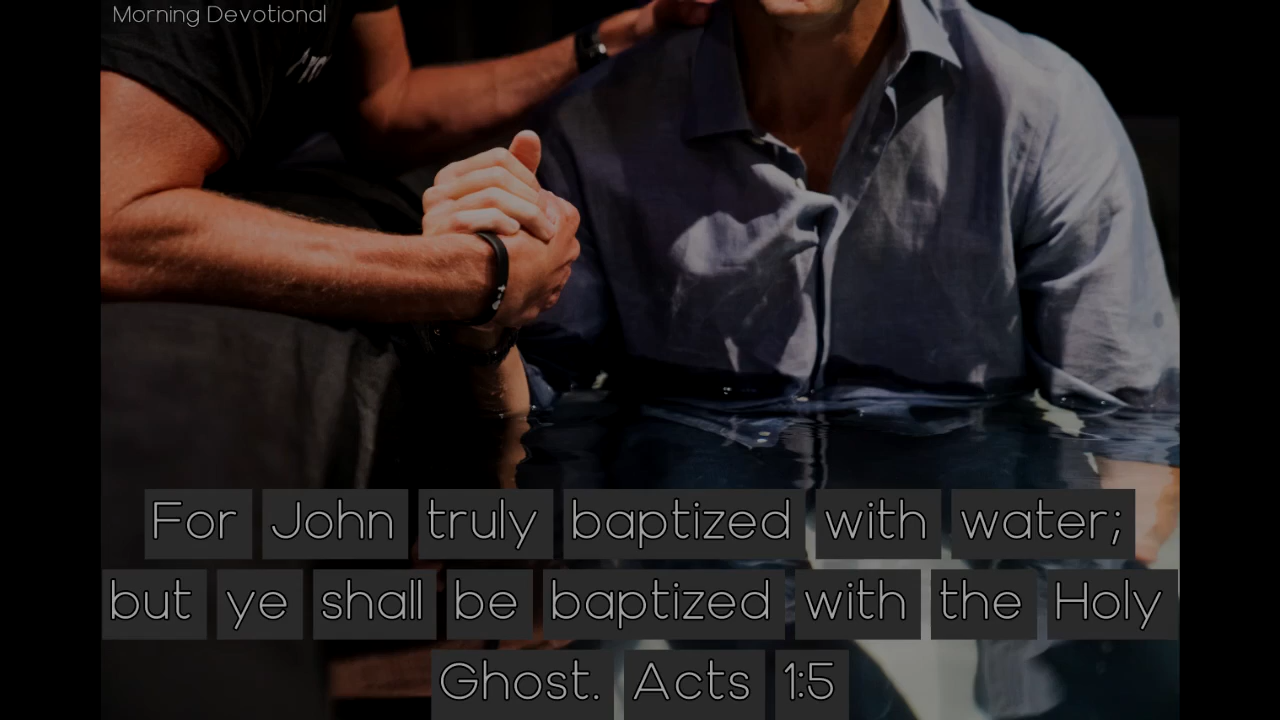 Morning Devotional
For John truly baptized with water;
but ye shall be baptized with the Holy
Ghost. Acts 1:5